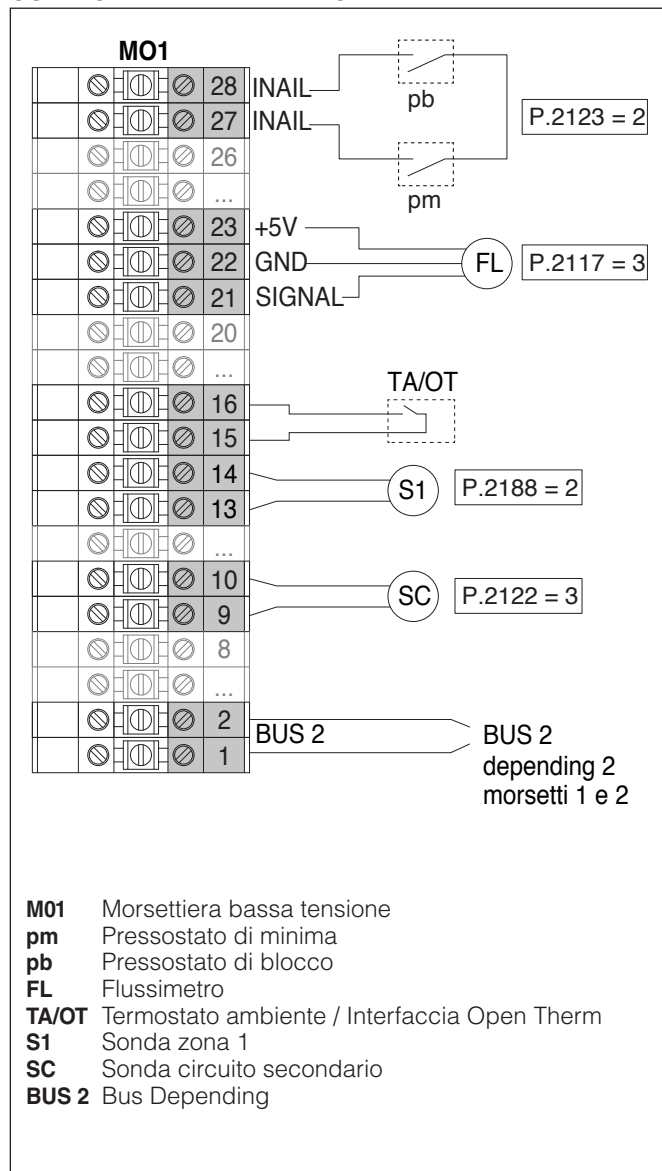 MO1
28 INAIL
pb
P.2123 = 2
27 INAIL
26
pm
...
23 +5V
22 GND
FL
P.2117 = 3
21 SIGNAL
20
...
TA/OT
16
15
14
S1
P.2188 = 2
13
...
10
SC
P.2122 = 3
9
8
...
2
BUS 2
1
BUS 2
depending 2
morsetti 1 e 2
M01 Morsettiera bassa tensione
pm Pressostato di minima
pb Pressostato di blocco
FL Flussimetro
TA/OT Termostato ambiente / Interfaccia Open Therm
S1 Sonda zona 1
SC Sonda circuito secondario
BUS 2 Bus Depending